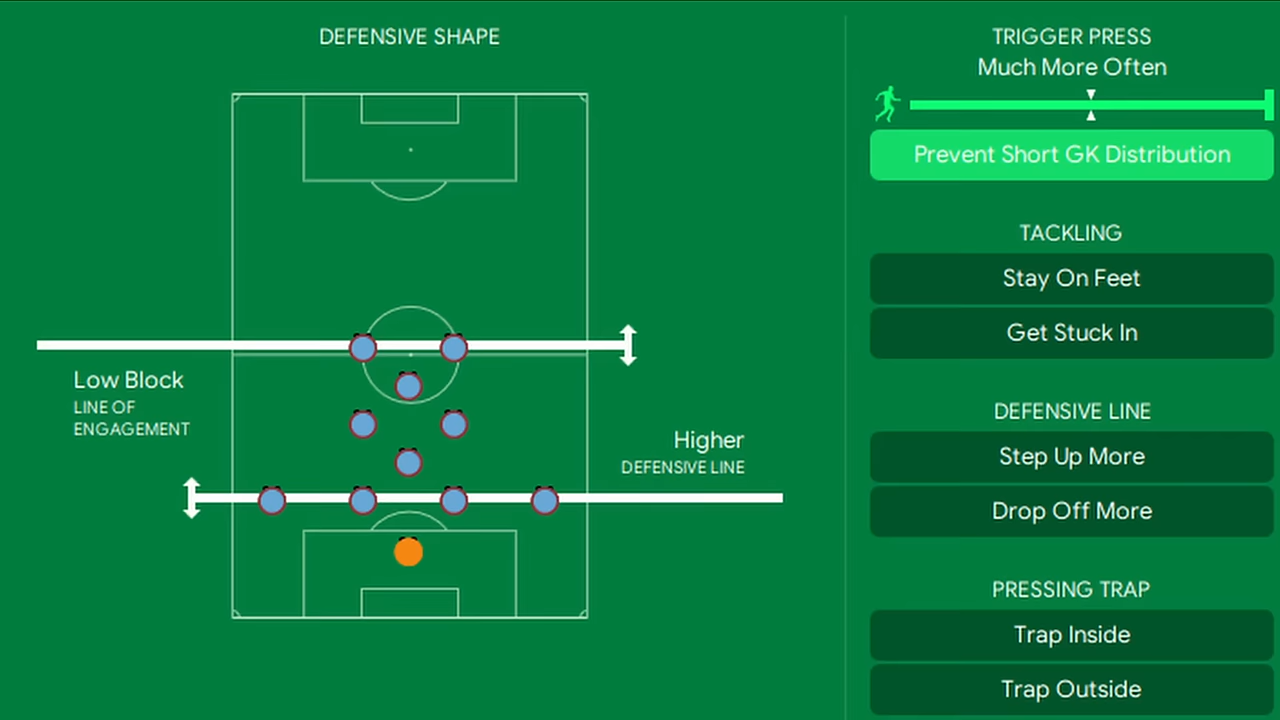 DEFENSIVE SHAPE
Low Block
LINE OF
ENGAGEMENT
Higher
DEFENSIVE LINE
TRIGGER PRESS
Much More Often
Prevent Short GK Distribution
TACKLING
Stay On Feet
Get Stuck In
DEFENSIVE LINE
Step Up More
Drop Off More
PRESSING TRAP
Trap Inside
Trap Outside